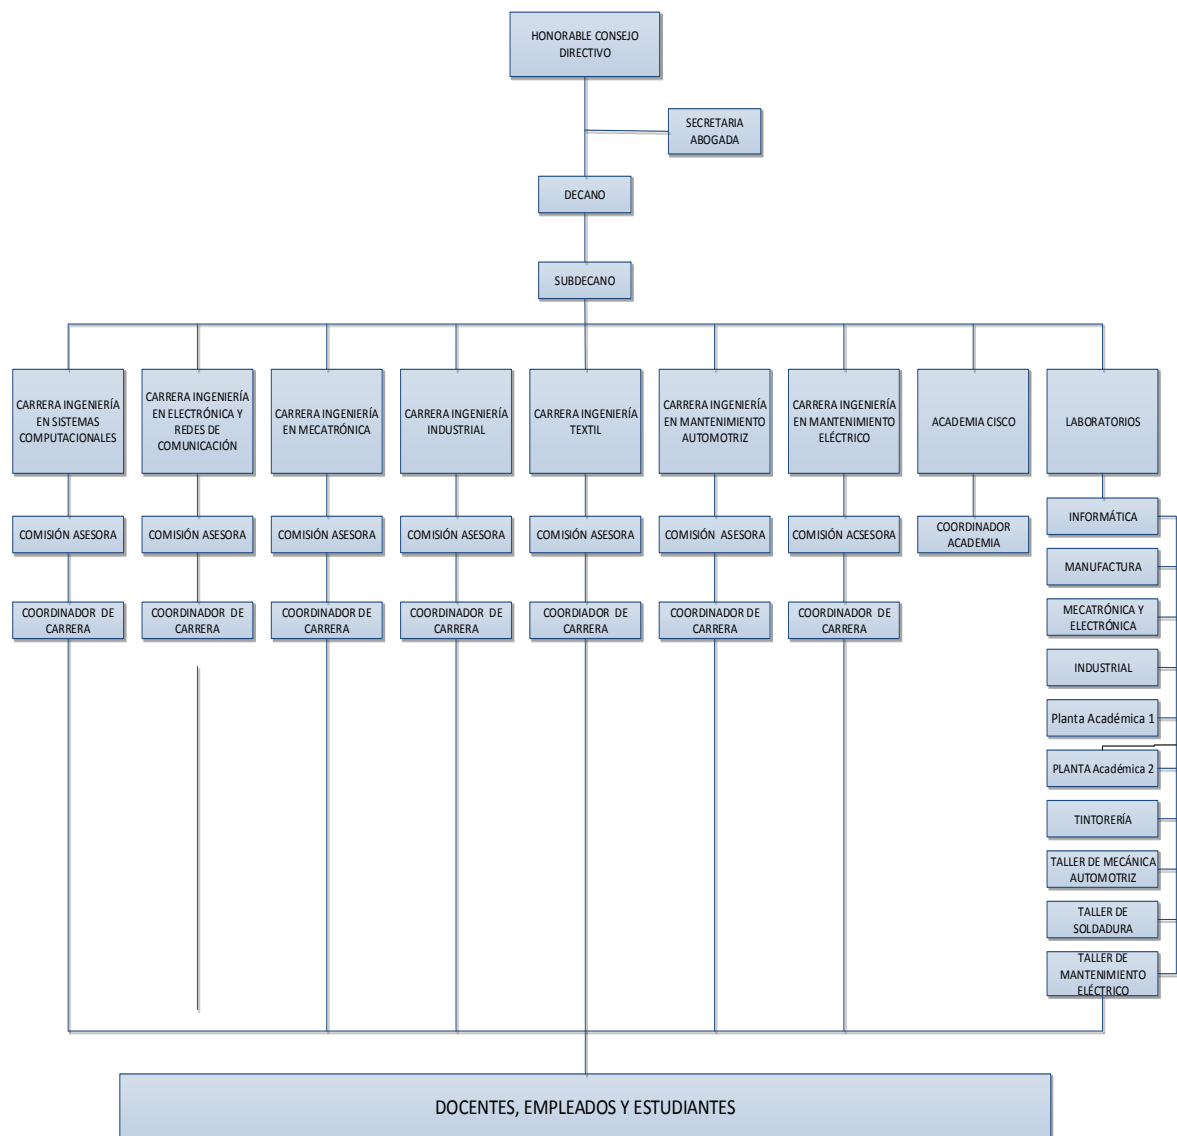 HONORABLE CONSEJO
DIRECTIVO
SECRETARIA
ABOGADA
DECANO
SUBDECANO
CARRERA INGENIERÍA
EN SISTEMAS
COMPUTACIONALES
CARRERA INGENIERÍA
EN ELECTRÓNICA Y
REDES DE
COMUNICACIÓN
CARRERA INGENIERÍA
EN MECATRÓNICA
CARRERA INGENIERÍA
INDUSTRIAL
CARRERA INGENIERÍA
TEXTIL
CARRERA INGENIERÍA
EN MANTENIMIENTO
AUTOMOTRIZ
CARRERA INGENIERÍA
EN MANTENIMIENTO
ELÉCTRICO
ACADEMIA CISCO
LABORATORIOS
COMISIÓN ASESORA
COMISIÓN ASESORA
COMISIÓN ASESORA
COMISIÓN ASESORA
COMISIÓN ASESORA
COMISIÓN ASESORA
COMISIÓN ACSESORA
COORDINADOR
ACADEMIA
COORDINADOR DE
CARRERA
COORDINADOR DE
CARRERA
COORDINADOR DE
CARRERA
COORDINADOR DE
CARRERA
COORDIADOR DE
CARRERA
COORDINADOR DE
CARRERA
COORDINADOR DE
CARRERA
INFORMÁTICA
MANUFACTURA
MECATRÓNICA Y
ELECTRÓNICA
INDUSTRIAL
Planta Académica 1
PLANTA Académica 2
TINTORERÍA
TALLER DE MECÁNICA
AUTOMOTRIZ
TALLER DE
SOLDADURA
TALLER DE
MANTENIMIENTO
ELÉCTRICO
DOCENTES, EMPLEADOS Y ESTUDIANTES